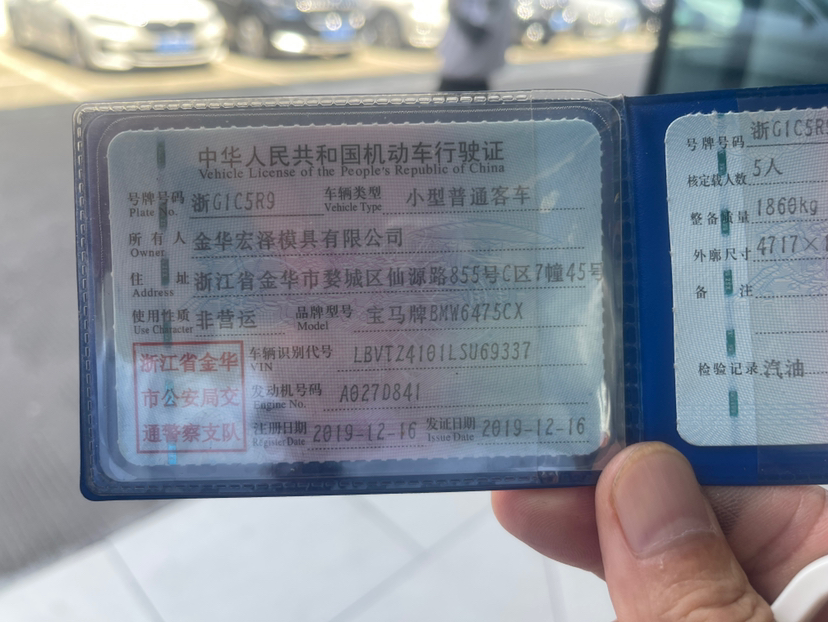 中华人民共和国机动车行驶证
Vehicle License of the People's Republic of China
号牌号码 浙G1C5R9 车辆类型 小型普通客车
Plate No. Vehicle Type
所有人 金华宏泽模具有限公司
Owner
住址 浙江省金华市婺城区仙源路855号C区7幢45号
Address
使用性质 非营运 品牌型号 宝马牌BMW6475CX
Use Character Model
浙江省金华
市公安局交
通警察支队
车辆识别代号 LBVTZ4101LSU69337
VIN
发动机号码 A027D841
Engine No.
注册日期 2019-12-16 发证日期 2019-12-16
Register Date Issue Date
号牌号码 浙G1C5R
核定载人数 5人
整备质量 1860kg
外廓尺寸 4717×
备注
检验记录 汽油